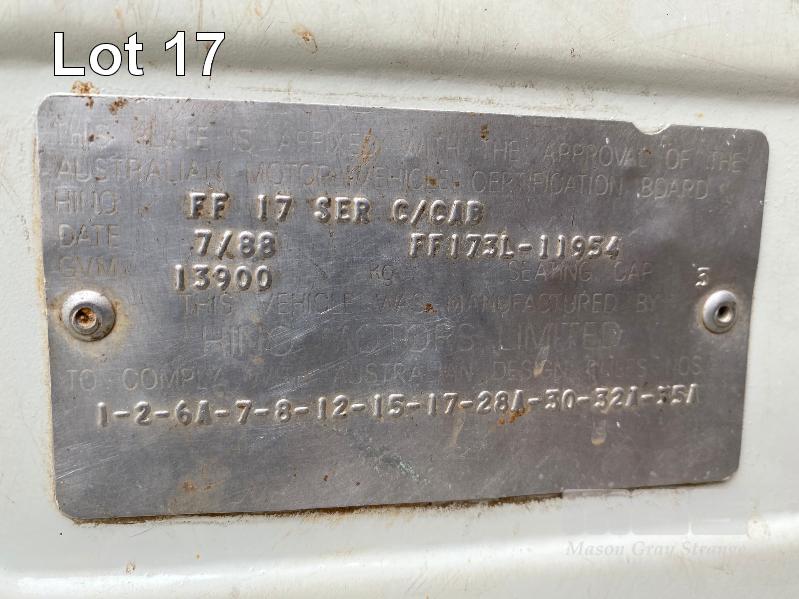 Lot 17
THIS PLATE IS AFFIXED WITH THE APPROVAL OF THE
AUSTRALIAN MOTOR VEHICLE CERTIFICATION BOARD
HINO FF 17 SER C/CAB
DATE 7/88 FF173L-11954
GVM 13900 KG SEATING CAP 3
THIS VEHICLE WAS MANUFACTURED BY
HINO MOTORS LIMITED
TO COMPLY WITH AUSTRALIAN DESIGN RULES NOS
1-2-6A-7-8-12-15-17-28A-30-32A-35A
Mason Gray Strange